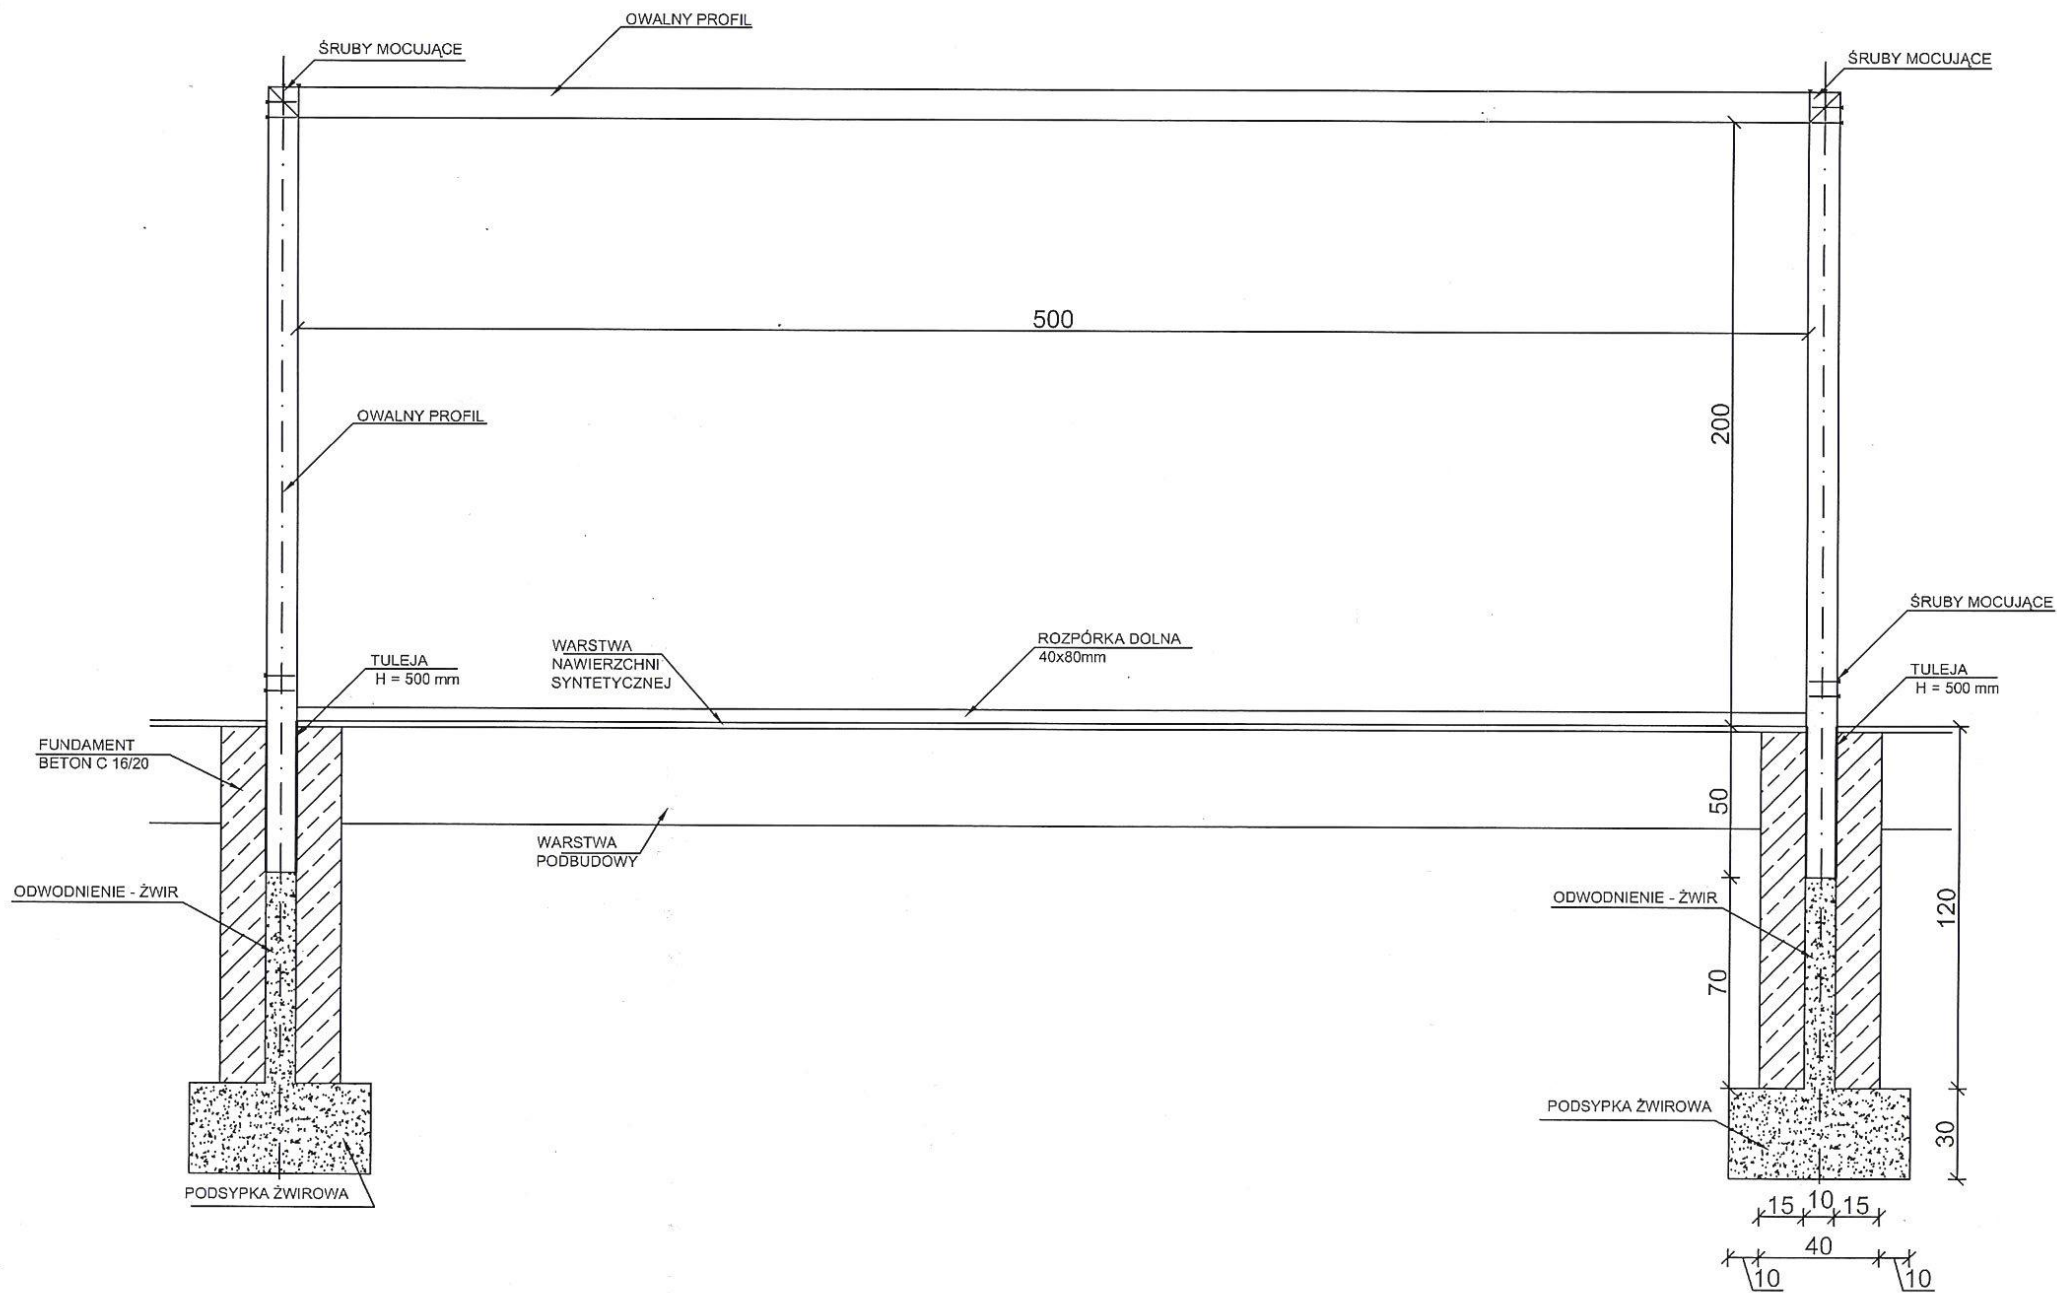 OWALNY PROFIL
ŚRUBY MOCUJĄCE
ŚRUBY MOCUJĄCE
500
OWALNY PROFIL
200
ŚRUBY MOCUJĄCE
WARSTWA
NAWIERZCHNI
SYNTETYCZNEJ
ROZPÓRKA DOLNA
40x80mm
TULEJA
H = 500 mm
TULEJA
H = 500 mm
FUNDAMENT
BETON C 16/20
50
WARSTWA
PODBUDOWY
ODWODNIENIE - ŻWIR
ODWODNIENIE - ŻWIR
120
70
PODSYPKA ŻWIROWA
30
PODSYPKA ŻWIROWA
15 10 15
40
10 10